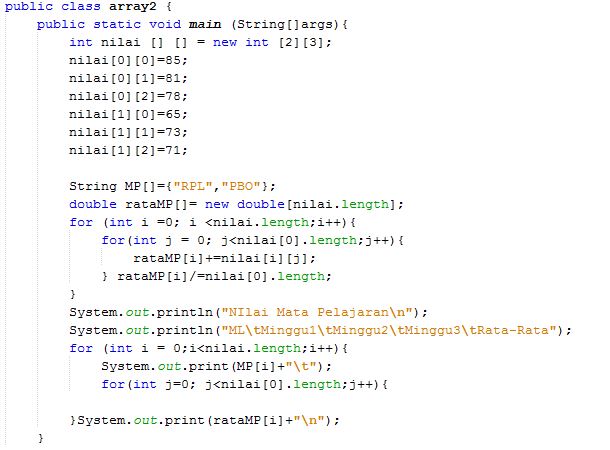 public class array2 {
    public static void main (String[]args){
        int nilai [] [] = new int [2][3];
        nilai[0][0]=85;
        nilai[0][1]=81;
        nilai[0][2]=78;
        nilai[1][0]=65;
        nilai[1][1]=73;
        nilai[1][2]=71;

        String MP[]={"RPL","PBO"};
        double rataMP[]= new double[nilai.length];
        for (int i =0; i <nilai.length;i++){
            for(int j = 0; j<nilai[0].length;j++){
                rataMP[i]+=nilai[i][j];
            } rataMP[i]/=nilai[0].length;
        }
        System.out.println("NIlai Mata Pelajaran\n");
        System.out.println("ML\tMinggu1\tMinggu2\tMinggu3\tRata-Rata");
        for (int i = 0;i<nilai.length;i++){
            System.out.print(MP[i]+"\t");
            for(int j=0; j<nilai[0].length;j++){

        }System.out.print(rataMP[i]+"\n");
    }